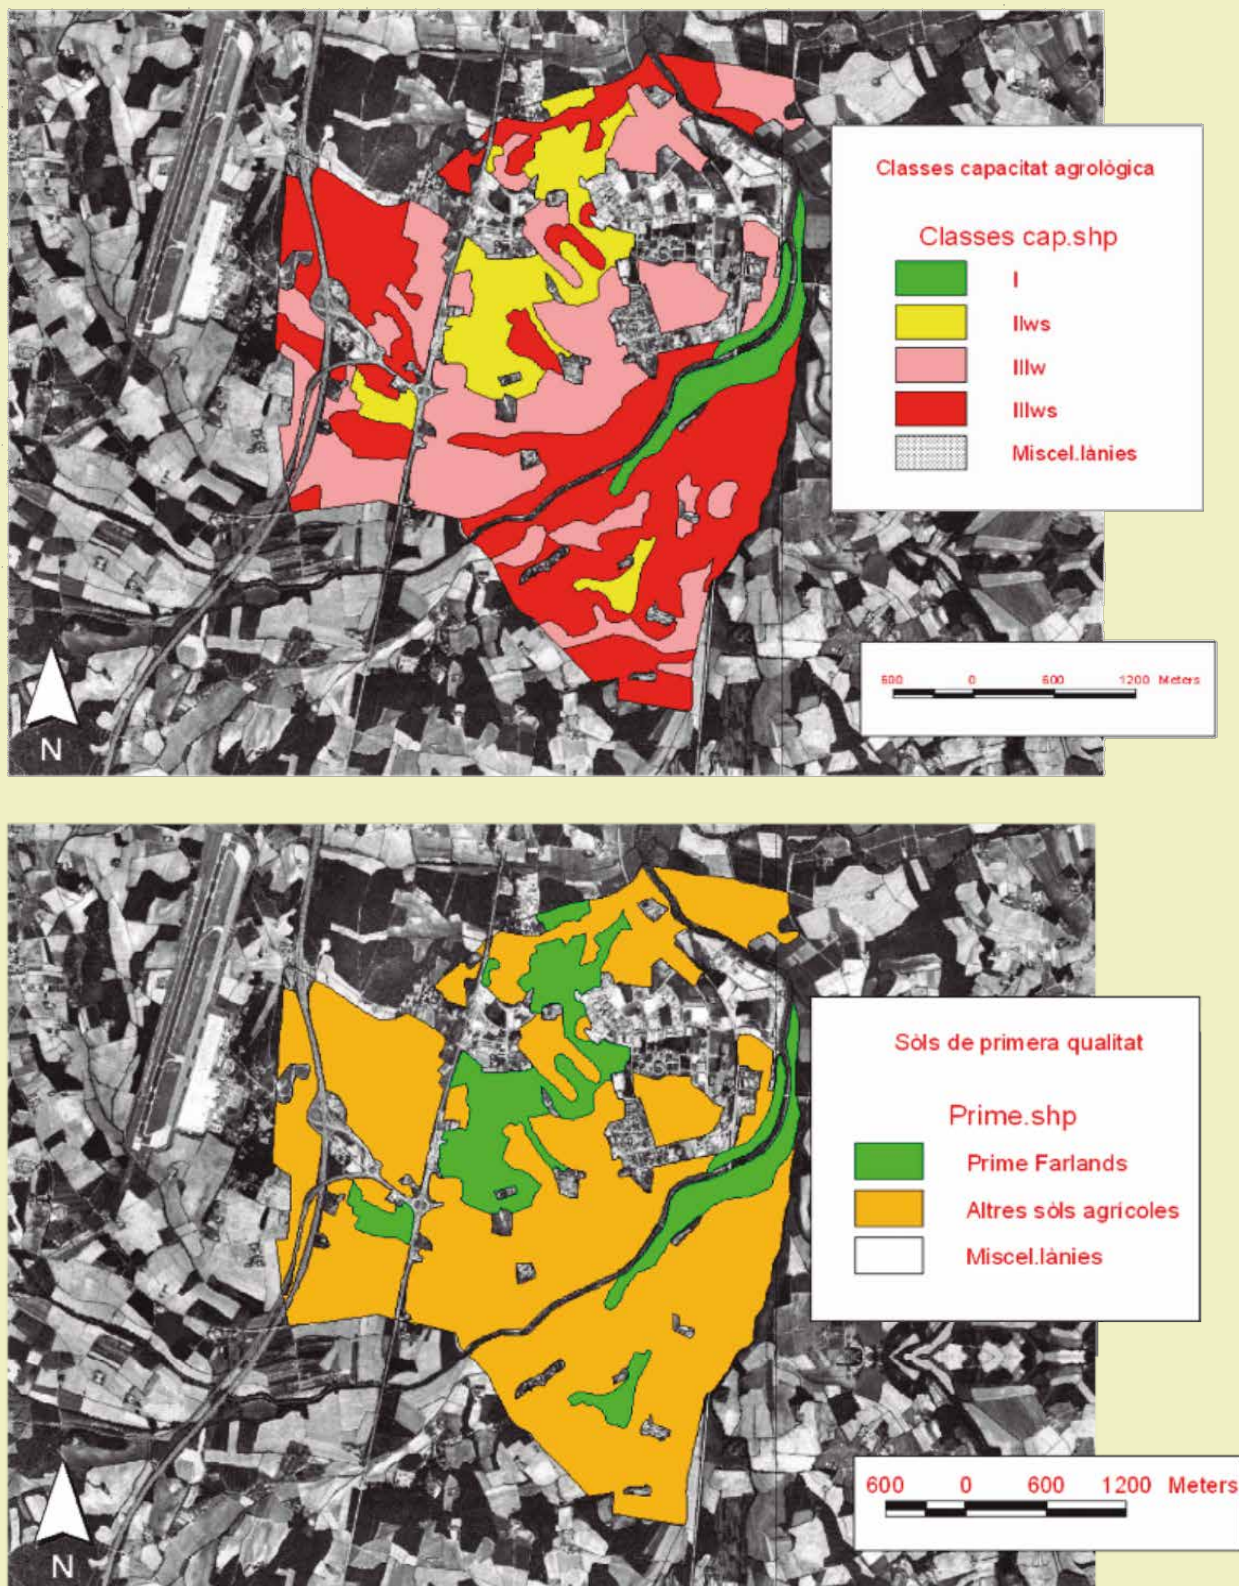 Classes capacitat agrològica
Classes cap.shp
I
IIws
IIIw
IIIws
Miscel.lànies
600 0 600 1200 Meters
N
Sòls de primera qualitat
Prime.shp
Prime Farlands
Altres sòls agrícoles
Miscel.lànies
600 0 600 1200 Meters
N